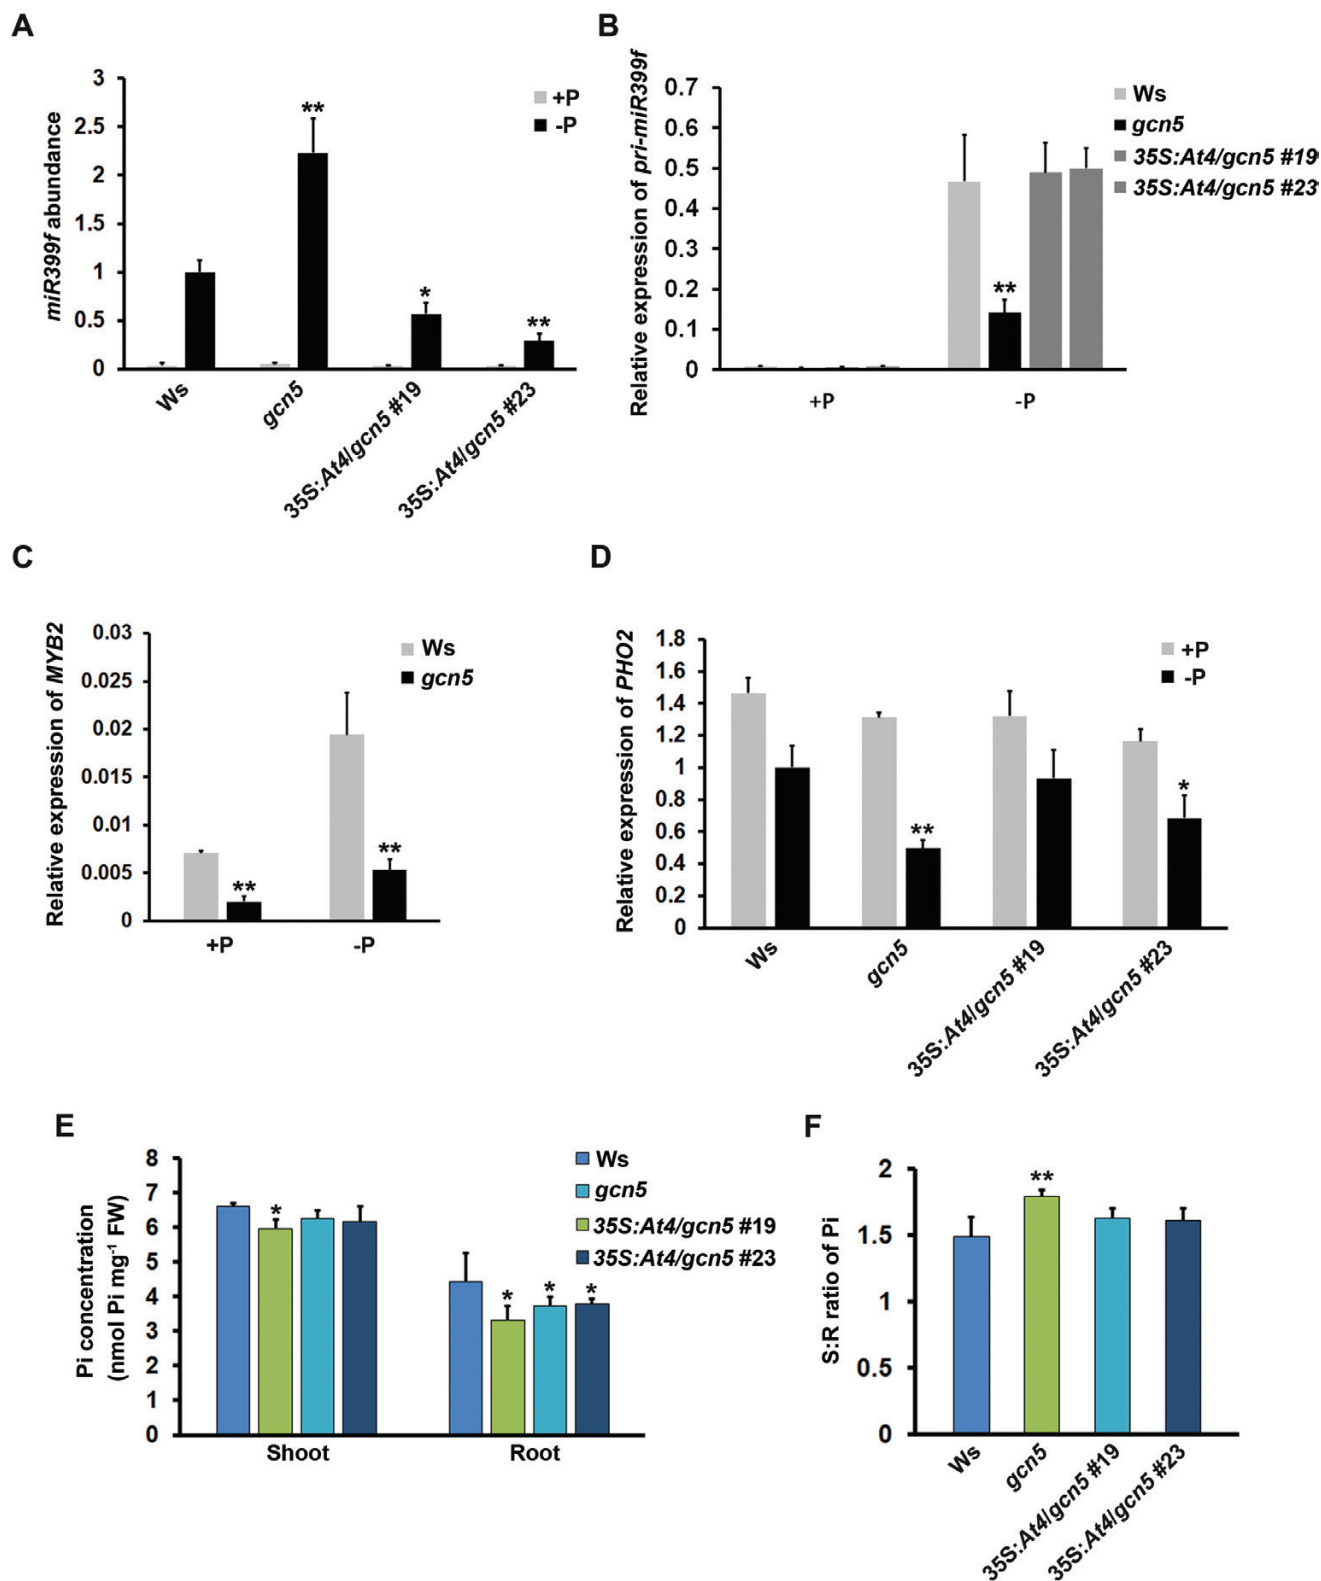 A
miR399f abundance
3
2.5
2
1.5
1
0.5
0
+P
-P
**
*
**
Ws
gcn5
35S:At4/gcn5 #19
35S:At4/gcn5 #23
B
Relative expression of pri-miR399f
0.7
0.6
0.5
0.4
0.3
0.2
0.1
0
Ws
gcn5
35S:At4/gcn5 #19
35S:At4/gcn5 #23
**
+P
-P
C
Relative expression of MYB2
0.03
0.025
0.02
0.015
0.01
0.005
0
Ws
gcn5
**
**
+P
-P
D
Relative expression of PHO2
1.8
1.6
1.4
1.2
1
0.8
0.6
0.4
0.2
0
+P
-P
**
*
Ws
gcn5
35S:At4/gcn5 #19
35S:At4/gcn5 #23
E
Pi concentration
(nmol Pi mg⁻¹ FW)
8
7
6
5
4
3
2
1
0
Ws
gcn5
35S:At4/gcn5 #19
35S:At4/gcn5 #23
*
* * *
Shoot
Root
F
S:R ratio of Pi
2
1.5
1
0.5
0
**
Ws
gcn5
35S:At4/gcn5 #19
35S:At4/gcn5 #23